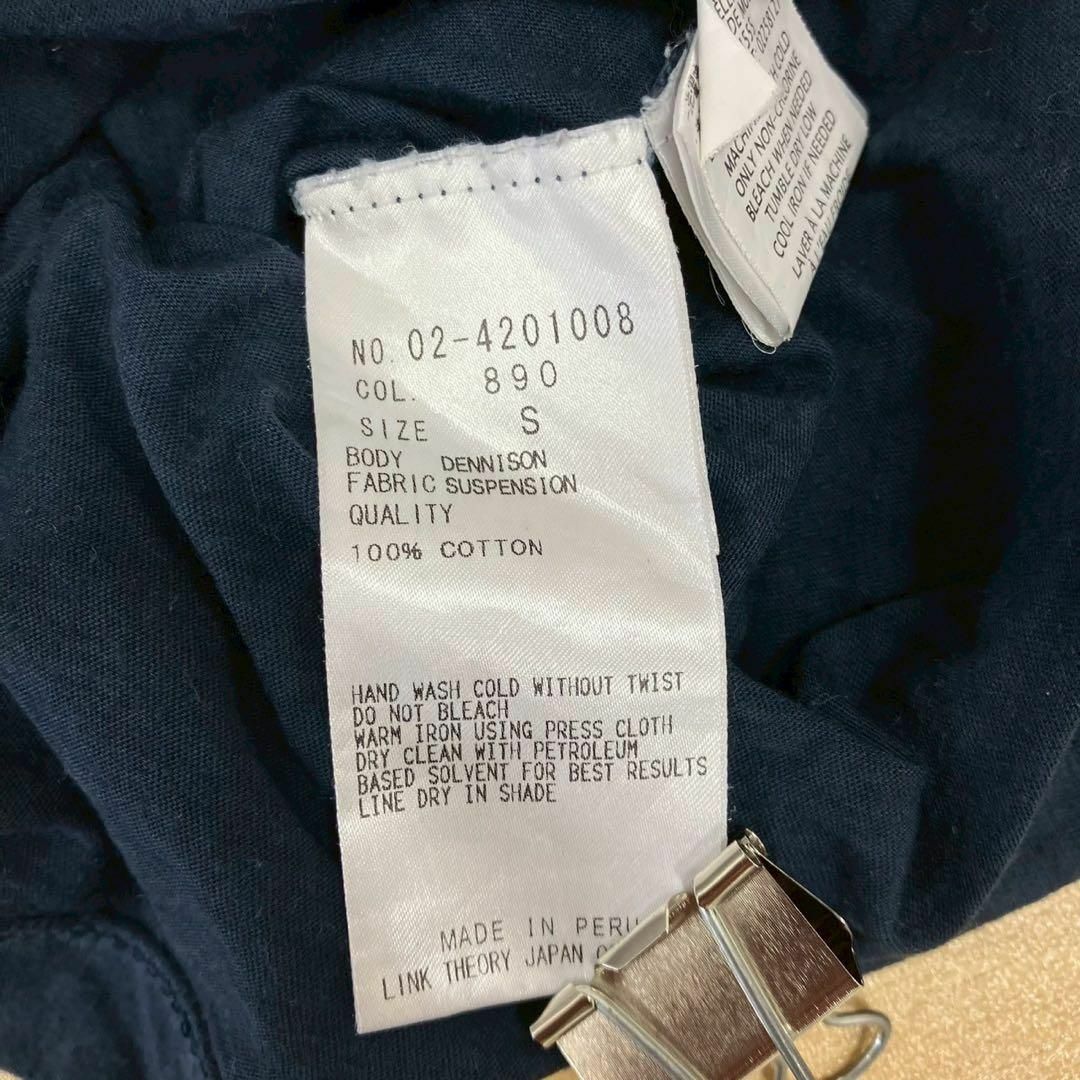 NO. 02-4201008
COL. 890
SIZE S
BODY DENNISON
FABRIC SUSPENSION
QUALITY
100% COTTON
HAND WASH COLD WITHOUT TWIST
DO NOT BLEACH
WARM IRON USING PRESS CLOTH
DRY CLEAN WITH PETROLEUM
BASED SOLVENT FOR BEST RESULTS
LINE DRY IN SHADE
MADE IN PERU
LINK THEORY JAPAN
COLD
ONLY NON-CHLORINE
BLEACH WHEN NEEDED
TUMBLE DRY LOW
COOL IRON IF NEEDED
LAVER À LA MACHINE